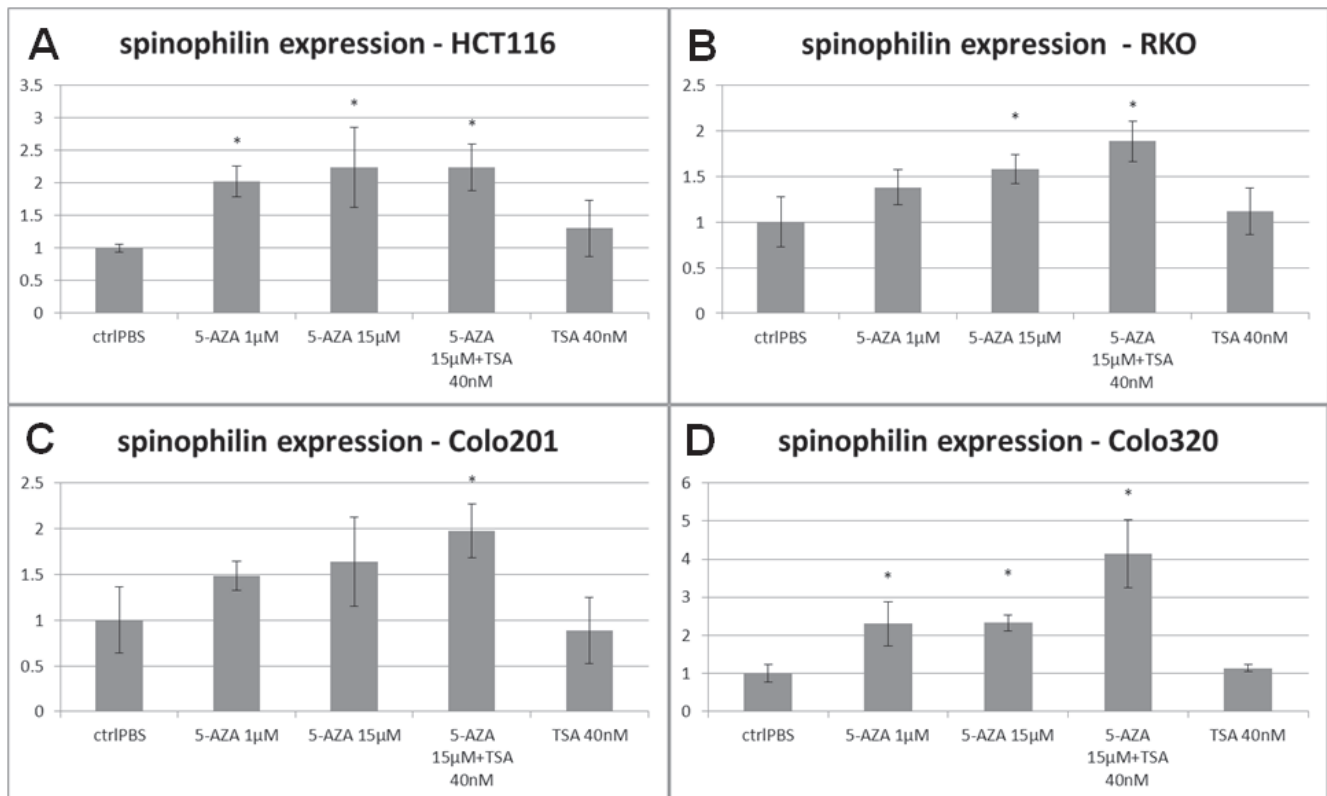 A
spinophilin expression - HCT116
3.5
3
2.5
2
1.5
1
0.5
0
*
*
*
ctrlPBS
5-AZA 1µM
5-AZA 15µM
5-AZA
15µM+TSA
40nM
TSA 40nM
B
spinophilin expression - RKO
2.5
2
1.5
1
0.5
0
*
*
ctrlPBS
5-AZA 1µM
5-AZA 15µM
5-AZA
15µM+TSA
40nM
TSA 40nM
C
spinophilin expression - Colo201
2.5
2
1.5
1
0.5
0
*
ctrlPBS
5-AZA 1µM
5-AZA 15µM
5-AZA
15µM+TSA
40nM
TSA 40nM
D
spinophilin expression - Colo320
6
5
4
3
2
1
0
*
*
*
ctrlPBS
5-AZA 1µM
5-AZA 15µM
5-AZA
15µM+TSA
40nM
TSA 40nM